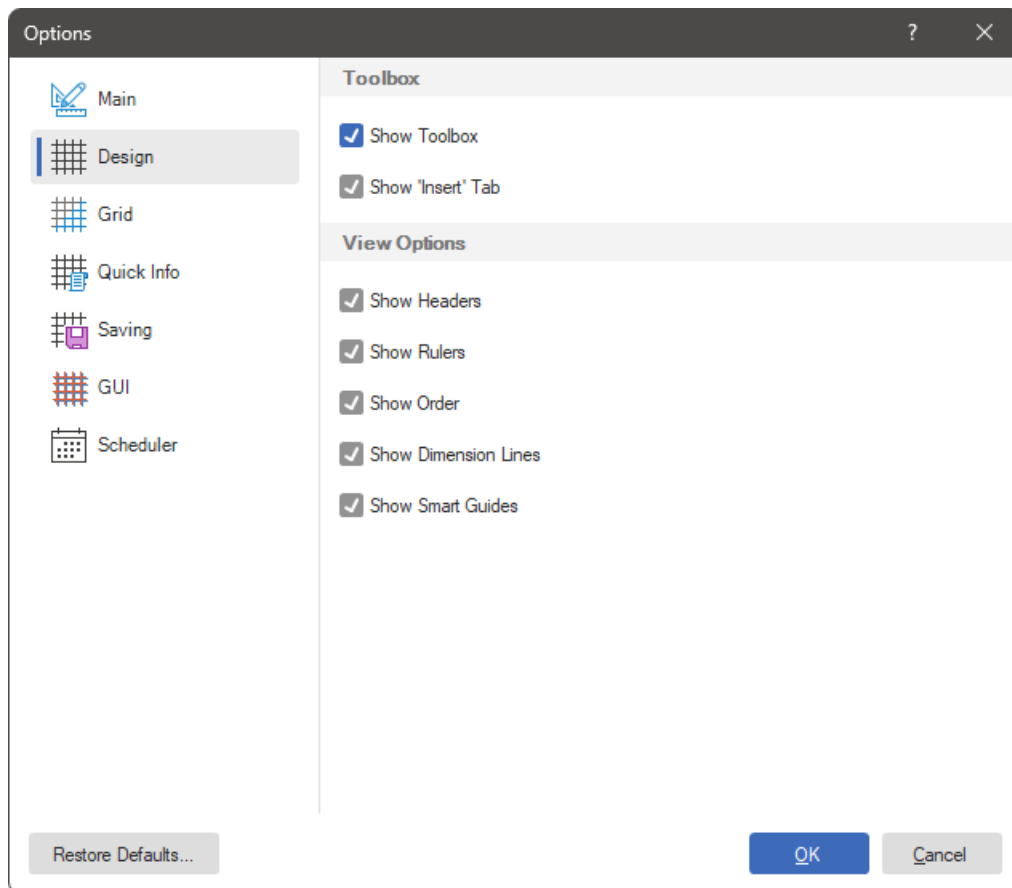 Options
?
Main
Design
Grid
Quick Info
Saving
GUI
Scheduler
Toolbox
Show Toolbox
Show 'Insert' Tab
View Options
Show Headers
Show Rulers
Show Order
Show Dimension Lines
Show Smart Guides
Restore Defaults...
OK
Cancel